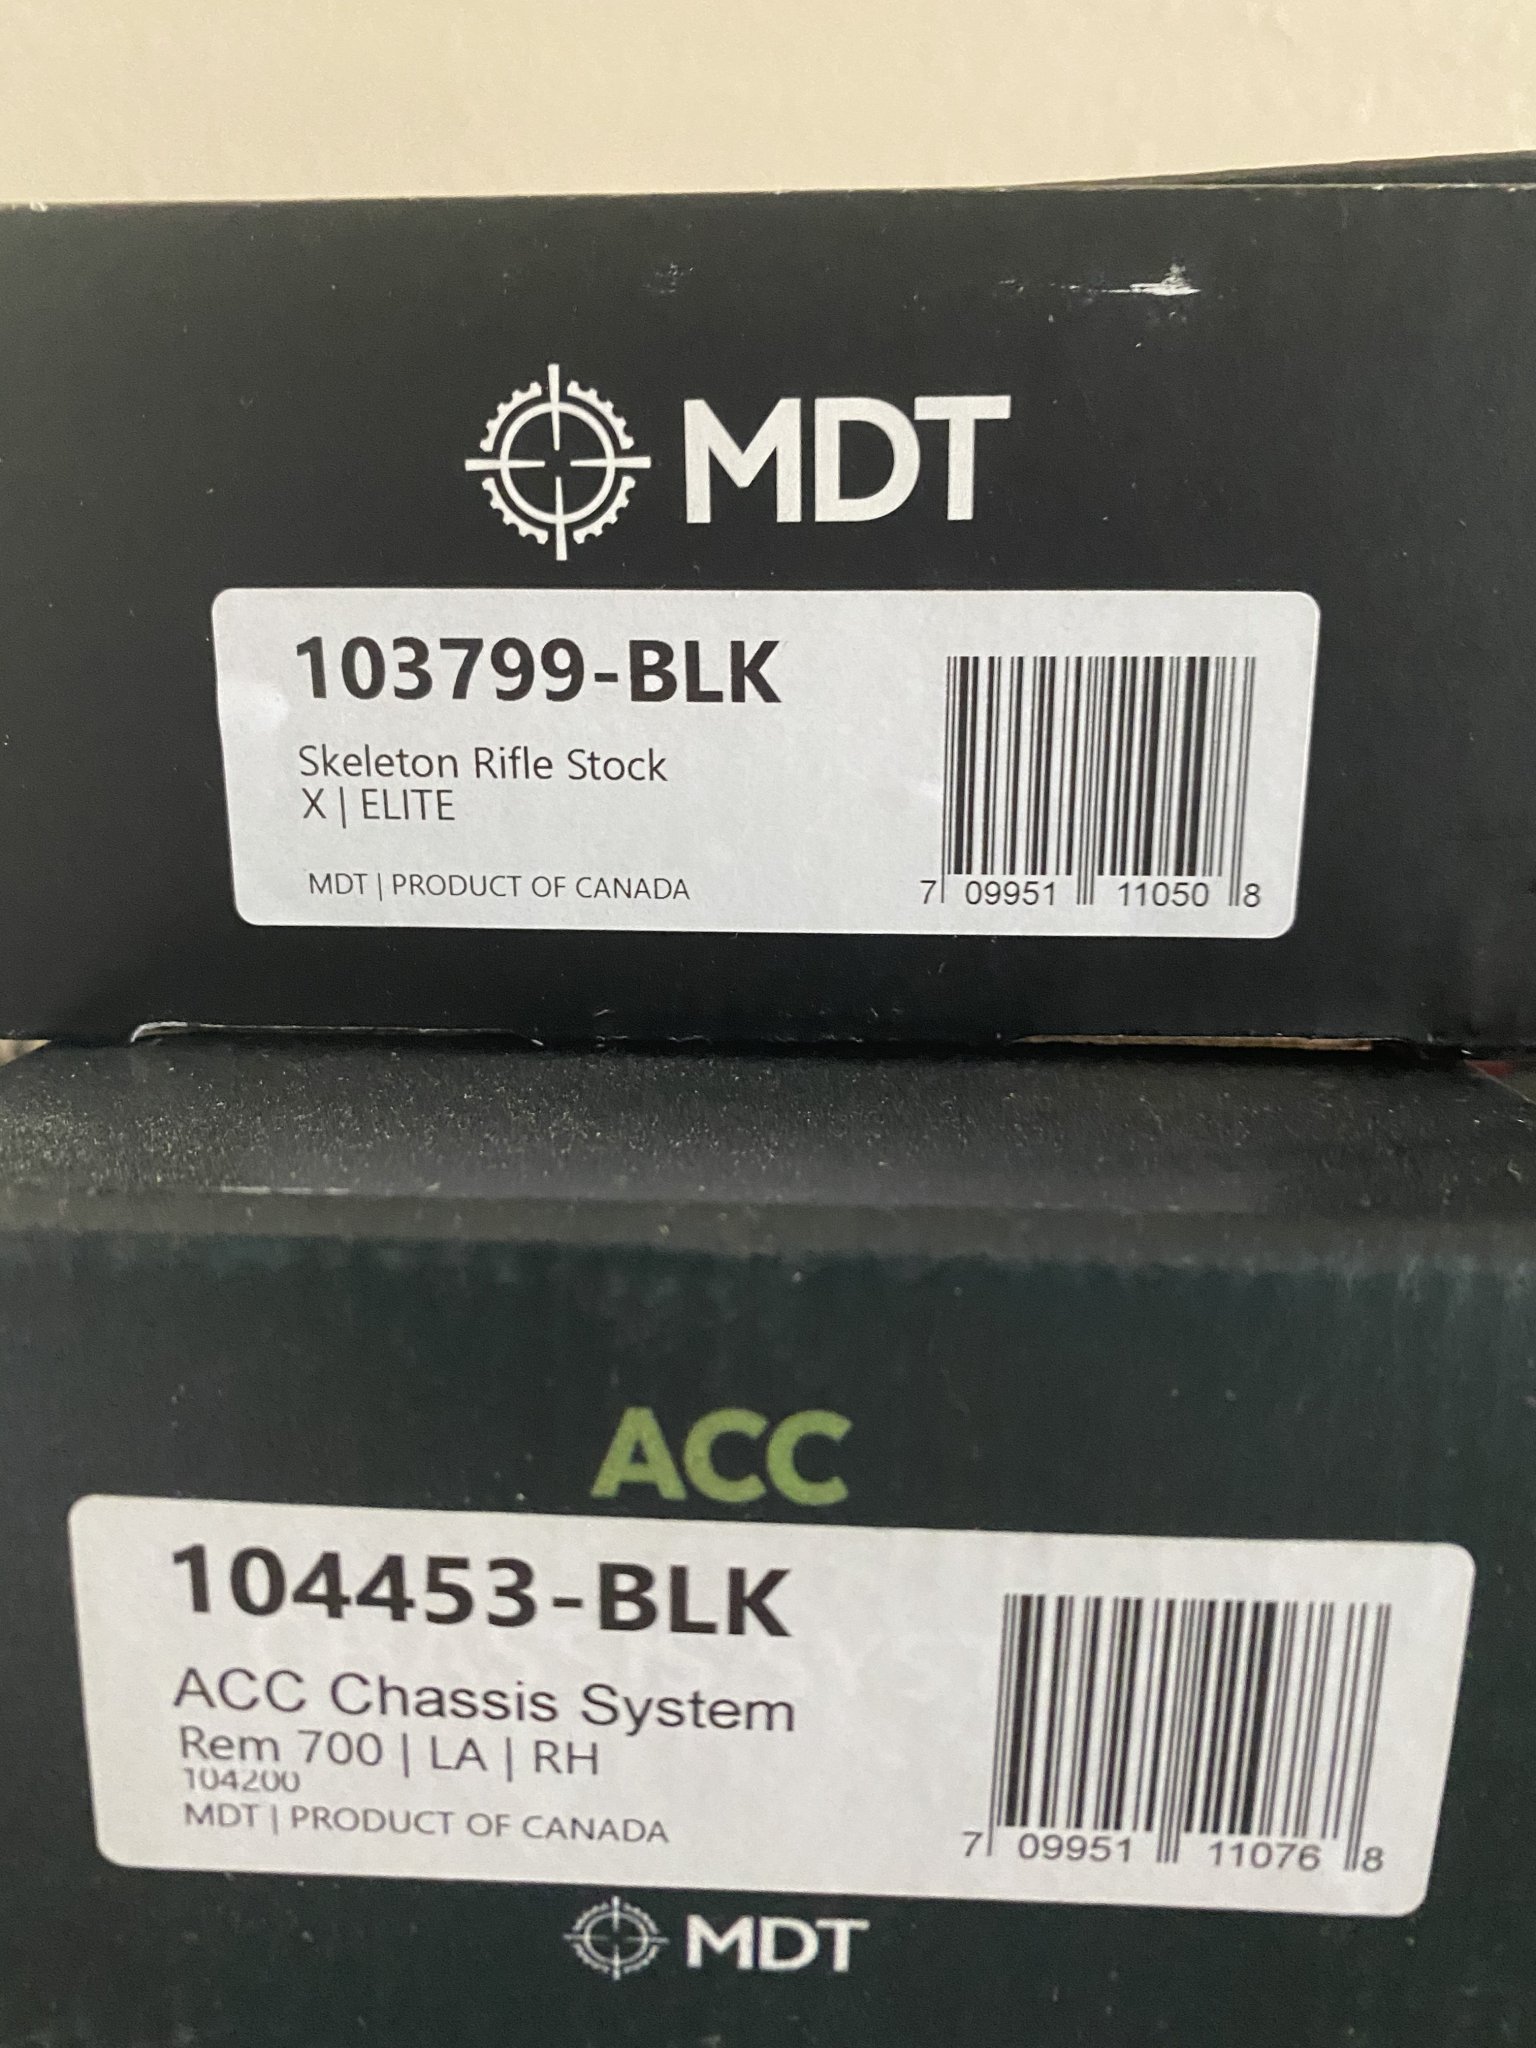 MDT
103799-BLK
Skeleton Rifle Stock
X | ELITE
MDT | PRODUCT OF CANADA
7 09951 11050 8
ACC
104453-BLK
ACC Chassis System
Rem 700 | LA | RH
104200
MDT | PRODUCT OF CANADA
7 09951 11076 8
MDT